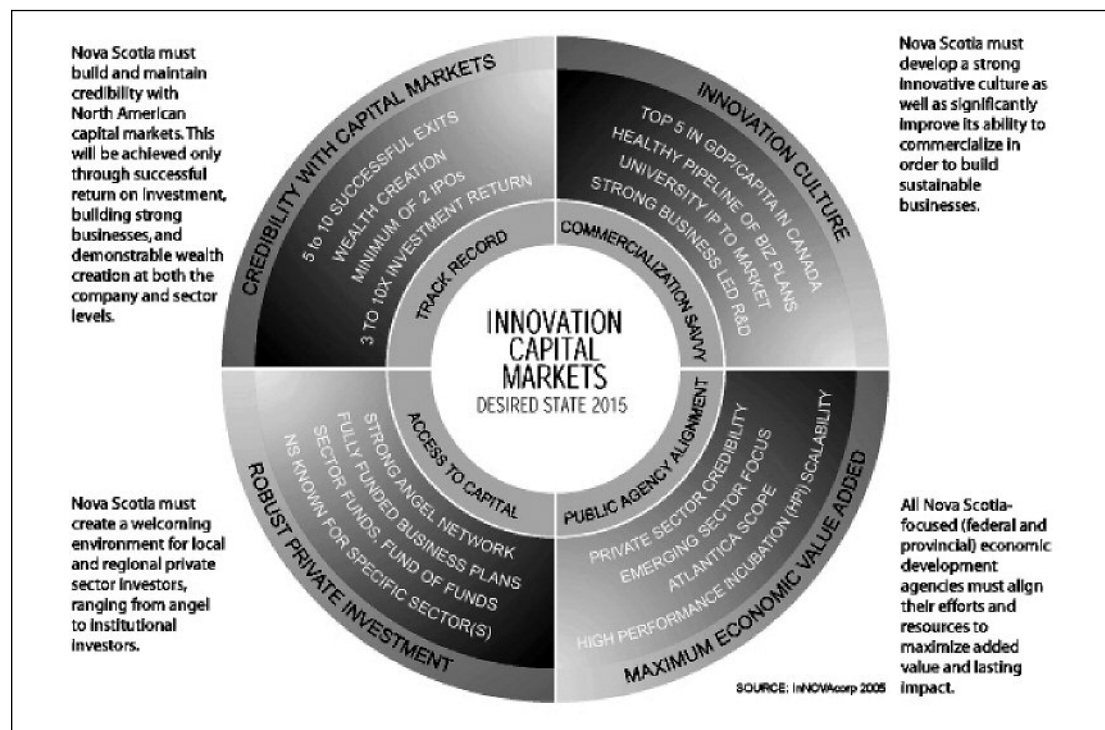 Nova Scotia must
build and maintain
credibility with
North American
capital markets. This
will be achieved only
through successful
return on investment,
building strong
businesses, and
demonstrable wealth
creation at both the
company and sector
levels.
CREDIBILITY WITH CAPITAL MARKETS
5 to 10 SUCCESSFUL EXITS
WEALTH CREATION
MINIMUM OF 2 IPOs
3 TO 10X INVESTMENT RETURN
TRACK RECORD
INNOVATION CULTURE
TOP 5 IN GDP/CAPITA IN CANADA
HEALTHY PIPELINE OF BIZ PLANS
UNIVERSITY IP TO MARKET
STRONG BUSINESS LED R&D
COMMERCIALIZATION SAVVY
Nova Scotia must
develop a strong
innovative culture as
well as significantly
improve its ability to
commercialize in
order to build
sustainable
businesses.
INNOVATION
CAPITAL
MARKETS
DESIRED STATE 2015
Nova Scotia must
create a welcoming
environment for local
and regional private
sector investors,
ranging from angel
to institutional
investors.
ACCESS TO CAPITAL
STRONG ANGEL NETWORK
FULLY FUNDED BUSINESS PLANS
SECTOR FUNDS, FUND OF FUNDS
NS KNOWN FOR SPECIFIC SECTOR(S)
ROBUST PRIVATE INVESTMENT
PUBLIC AGENCY ALIGNMENT
PRIVATE SECTOR CREDIBILITY
EMERGING SECTOR FOCUS
ATLANTICA SCOPE
HIGH PERFORMANCE INCUBATION (HPI) SCALABILITY
MAXIMUM ECONOMIC VALUE ADDED
All Nova Scotia-
focused (federal and
provincial) economic
development
agencies must align
their efforts and
resources to
maximize added
value and lasting
impact.
SOURCE: InNOVAcorp 2005